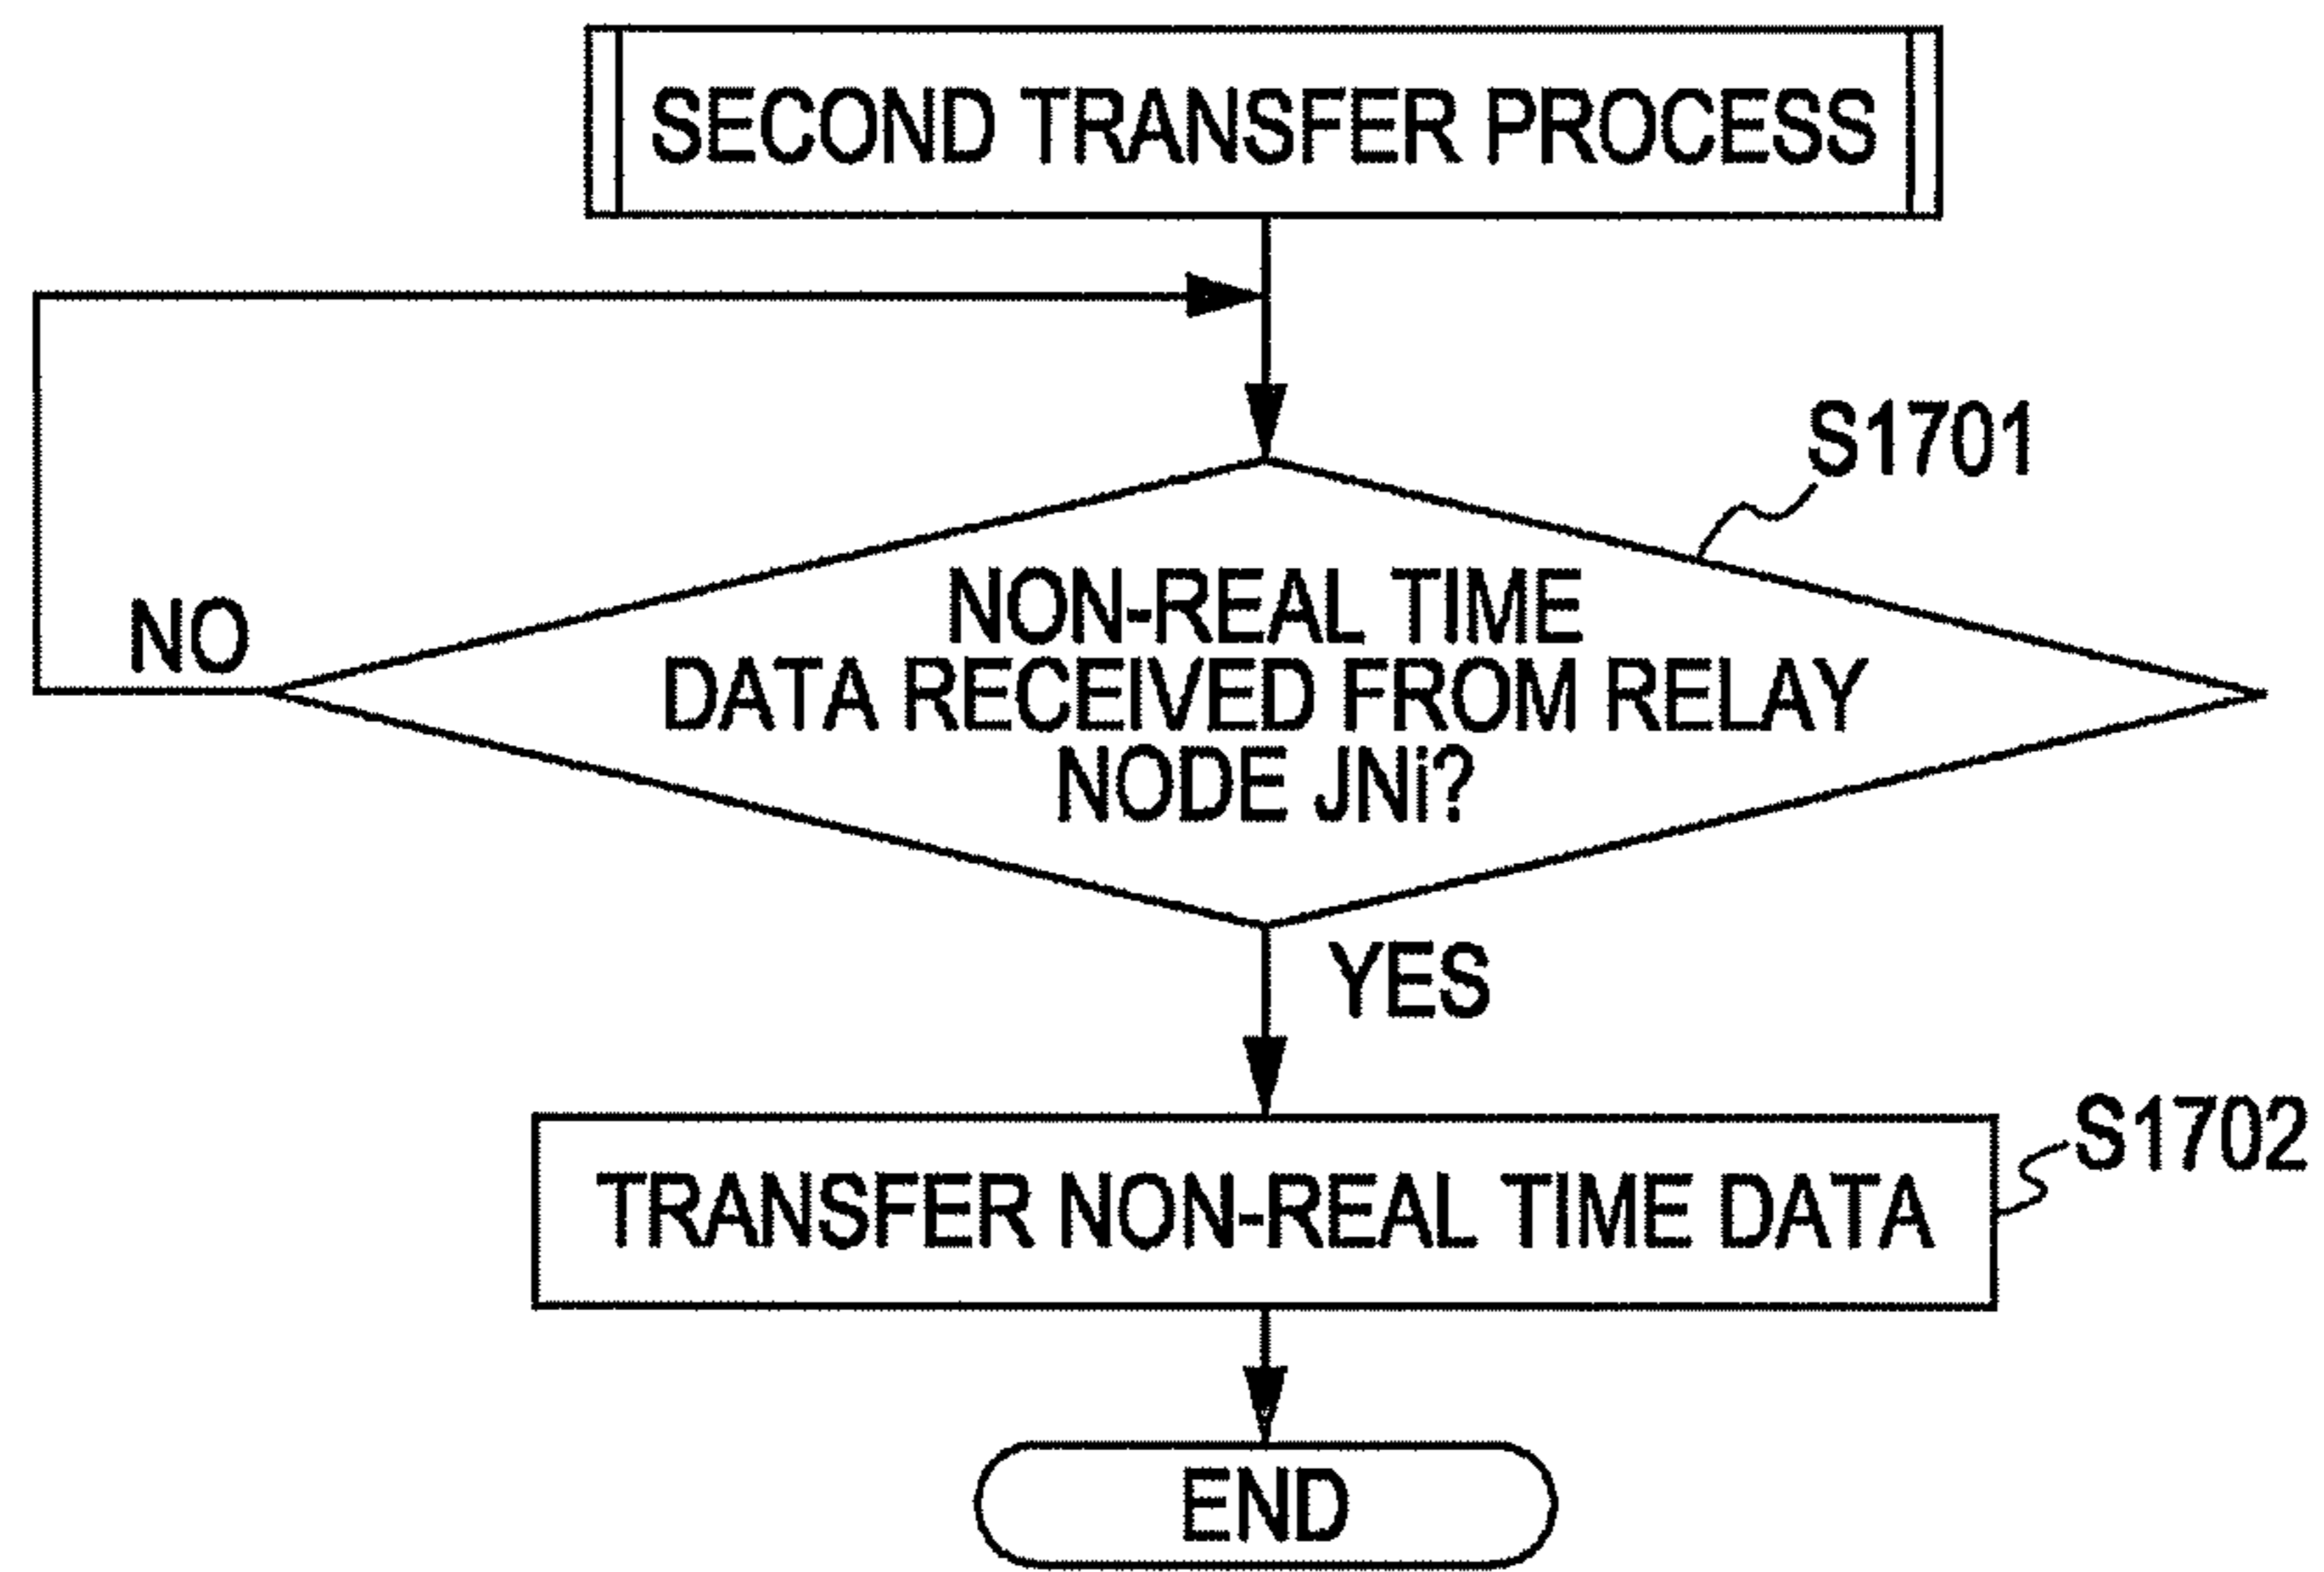 SECOND TRANSFER PROCESS
S1701
NON-REAL TIME
DATA RECEIVED FROM RELAY
NODE JNi?
NO
YES
S1702
TRANSFER NON-REAL TIME DATA
END